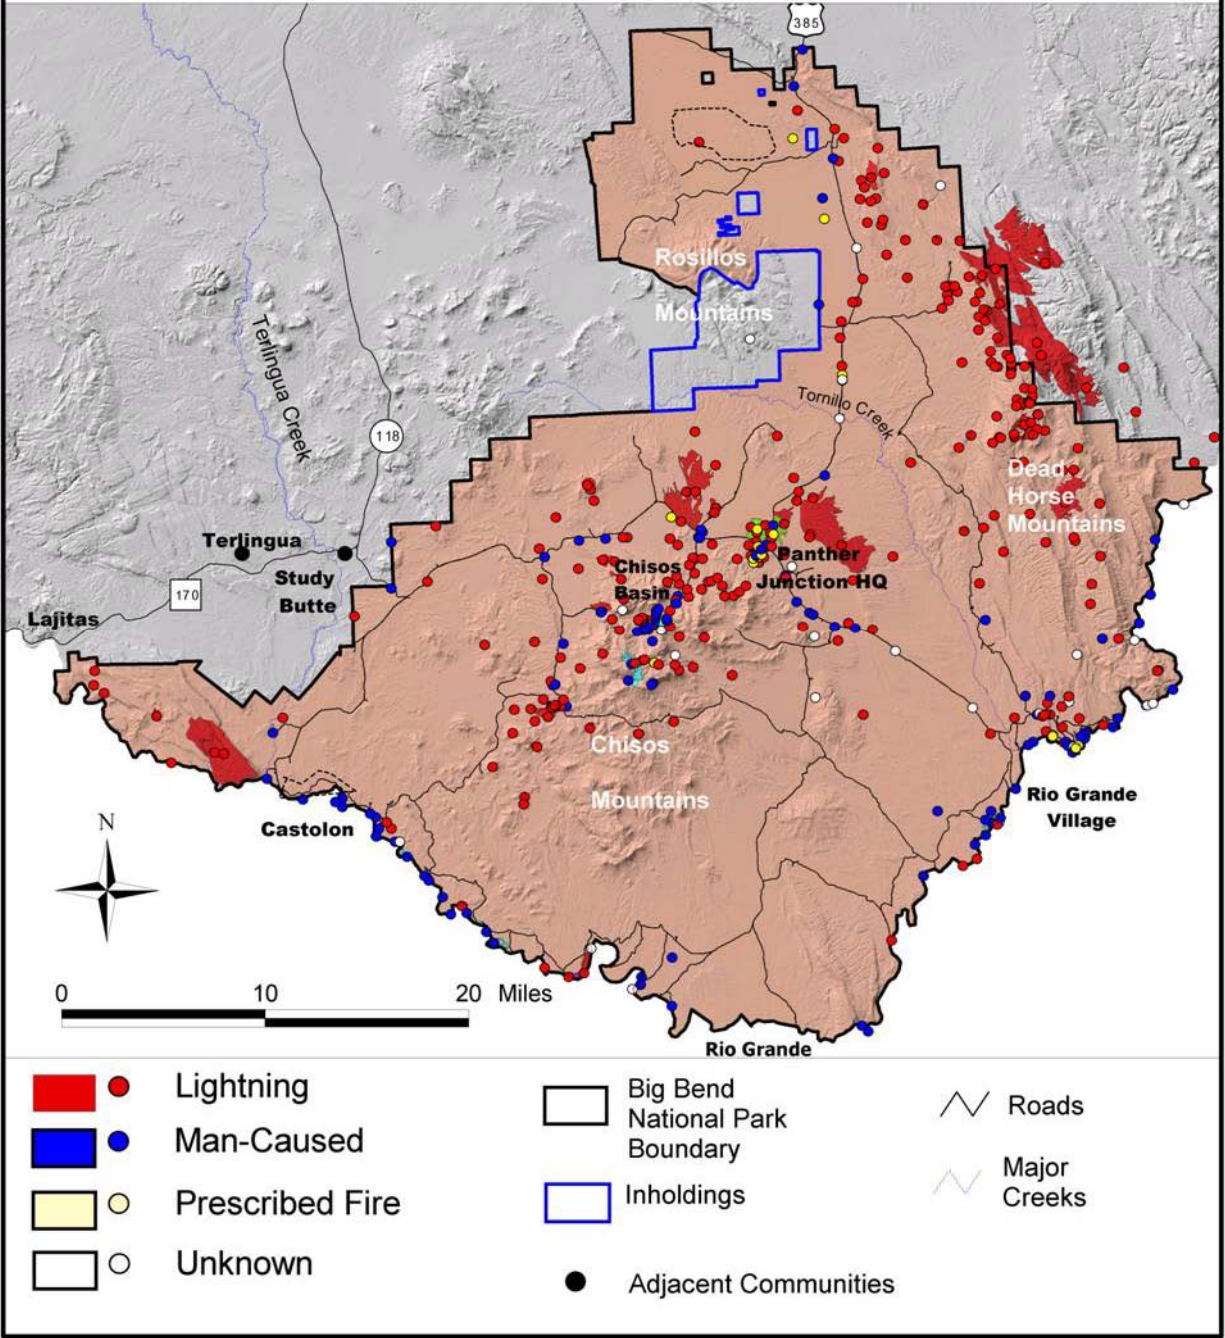 385
Rosillos
Mountains
Terlingua Creek
Tornillo Creek
118
Dead
Horse
Mountains
Terlingua
Study
Butte
170
Lajitas
Chisos
Basin
Panther
Junction HQ
Chisos
Mountains
Rio Grande
Village
Castolon
N
0 10 20 Miles
Rio Grande
Lightning
Man-Caused
Prescribed Fire
Unknown
Big Bend
National Park
Boundary
Inholdings
Adjacent Communities
Roads
Major
Creeks